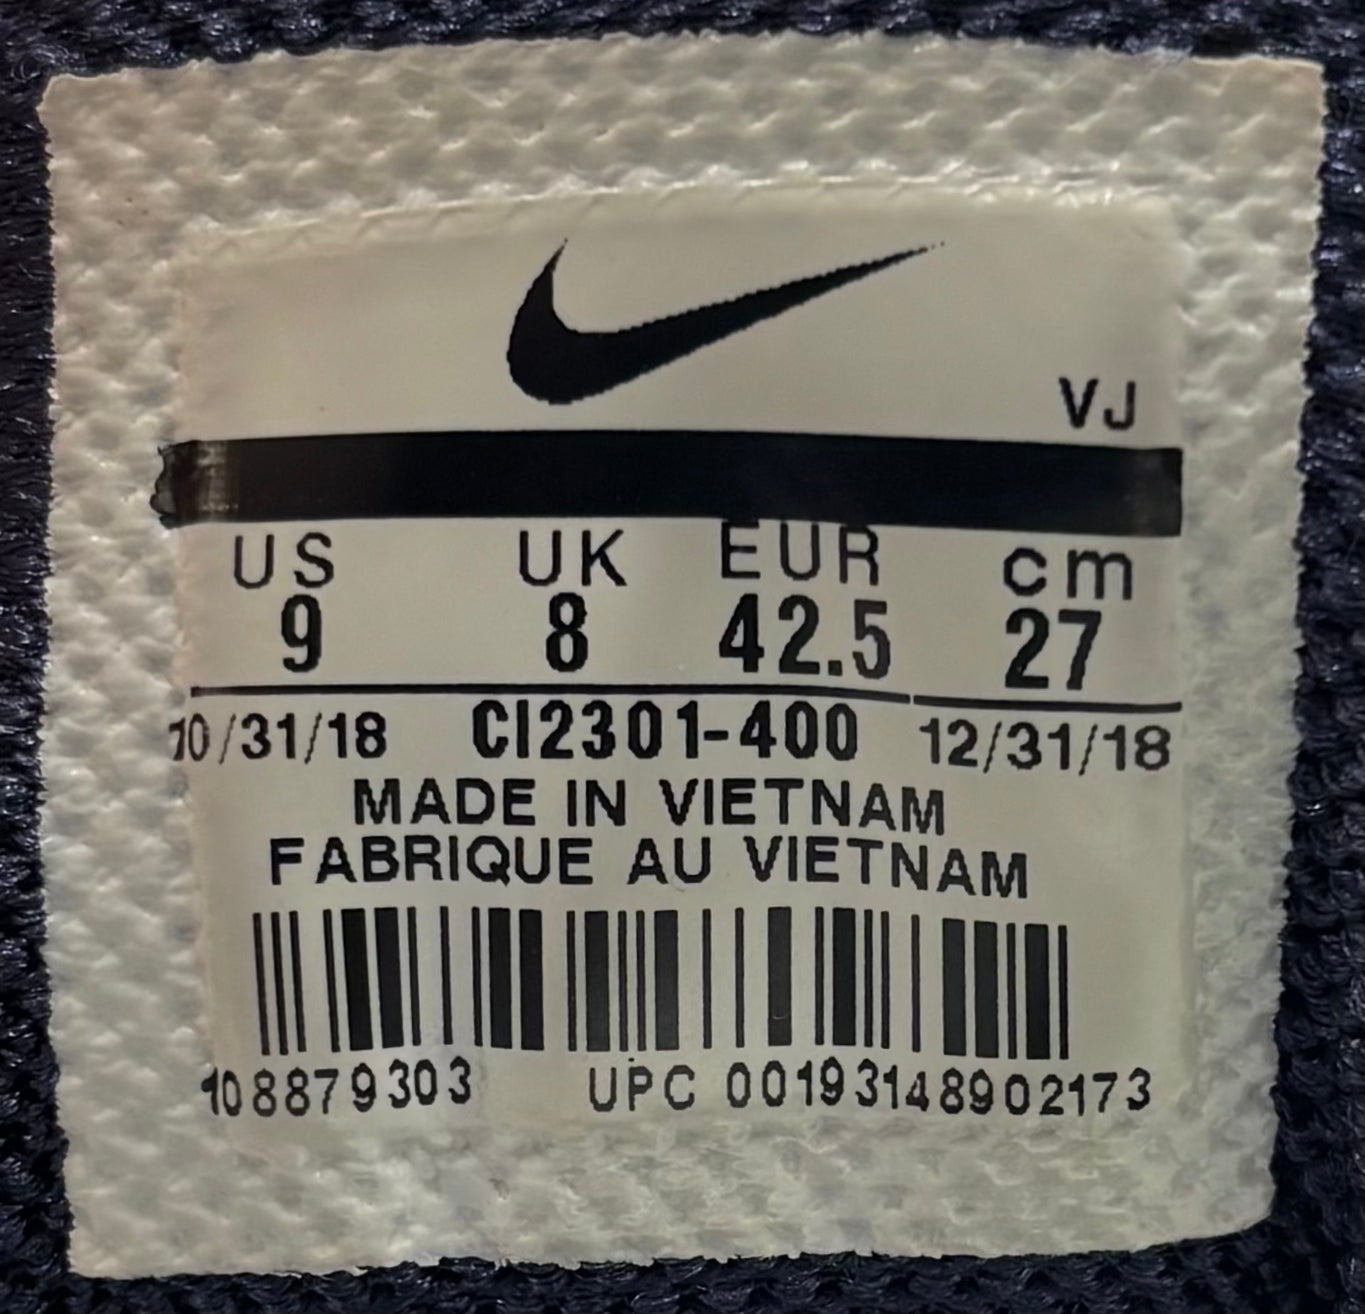 VJ
US UK EUR cm
9 8 42.5 27
10/31/18 CI2301-400 12/31/18
MADE IN VIETNAM
FABRIQUE AU VIETNAM
108879303 UPC 00193148902173